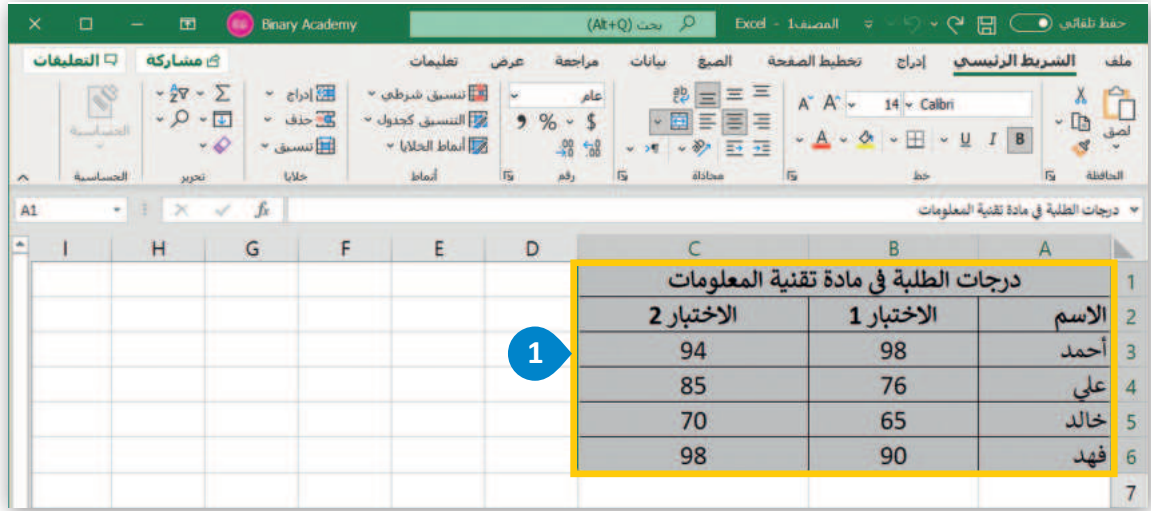 حفظ تلقائي المصنف1 - Excel بحث (Alt+Q) Binary Academy
ملف الشريط الرئيسي إدراج تخطيط الصفحة الصيغ بيانات مراجعة عرض تعليمات مشاركة التعليقات
لصق Calibri 14 عام تنسيق شرطي إدراج
B I U $ % التنسيق كجدول حذف الحساسية
أنماط الخلايا تنسيق
الحافظة خط محاذاة رقم أنماط خلايا تحرير الحساسية
A1 fx درجات الطلبة في مادة تقنية المعلومات
A B C D E F G H I
1 درجات الطلبة في مادة تقنية المعلومات
2 الاسم الاختبار 1 الاختبار 2
3 أحمد 98 94 1
4 علي 76 85
5 خالد 65 70
6 فهد 90 98
7